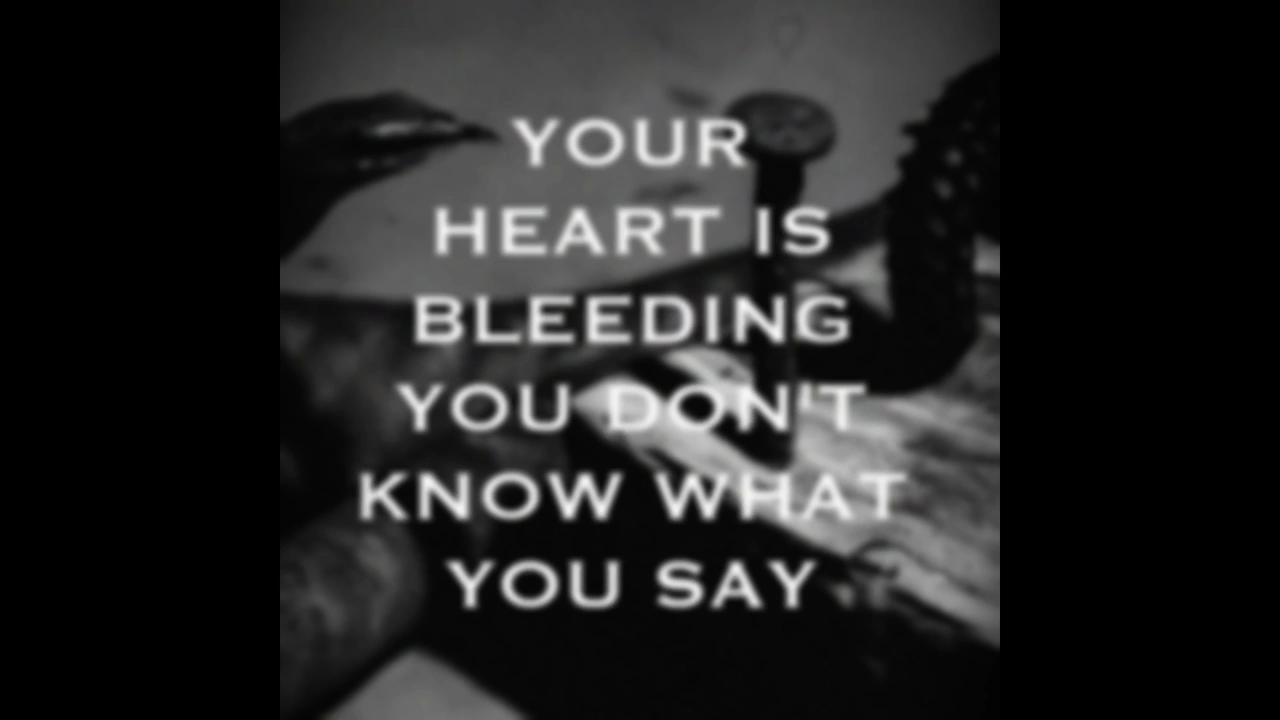 YOUR
HEART IS
BLEEDING
YOU DON'T
KNOW WHAT
YOU SAY